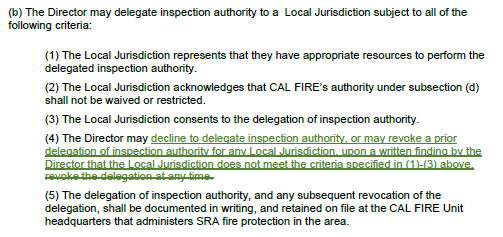 (b) The Director may delegate inspection authority to a  Local Jurisdiction subject to all of the
following criteria:
(1) The Local Jurisdiction represents that they have appropriate resources to perform the
delegated inspection authority.
(2) The Local Jurisdiction acknowledges that CAL FIRE's authority under subsection (d)
shall not be waived or restricted.
(3) The Local Jurisdiction consents to the delegation of inspection authority.
(4) The Director may decline to delegate inspection authority, or may revoke a prior
delegation of inspection authority for any Local Jurisdiction, upon a written finding by the
Director that the Local Jurisdiction does not meet the criteria specified in (1)-(3) above.
revoke the delegation at any time.
(5) The delegation of inspection authority, and any subsequent revocation of the
delegation, shall be documented in writing, and retained on file at the CAL FIRE Unit
headquarters that administers SRA fire protection in the area.